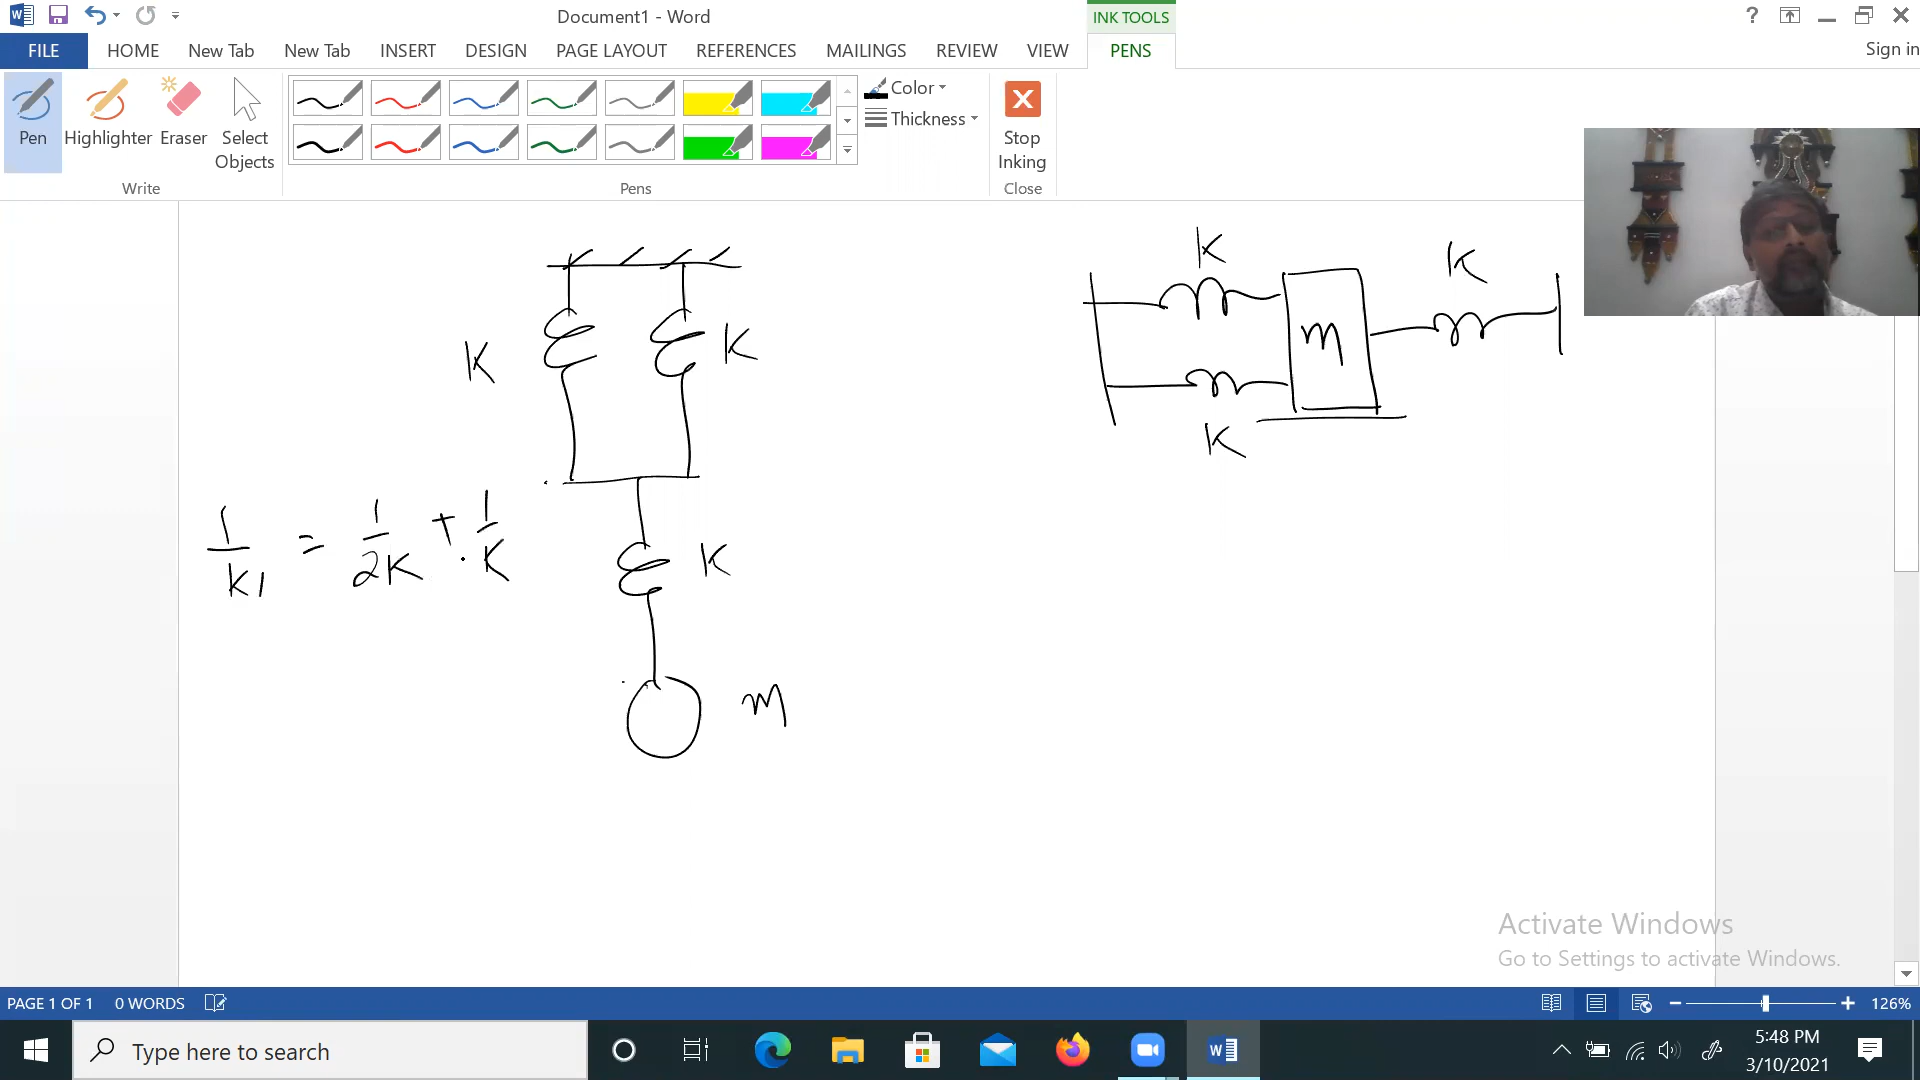 Document1 - Word
INK TOOLS
?
FILE HOME New Tab New Tab INSERT DESIGN PAGE LAYOUT REFERENCES MAILINGS REVIEW VIEW PENS Sign in
Pen Highlighter Eraser Select Objects
Write
Pens
Color
Thickness
Stop Inking
Close
K
K
K
m
K
K
K
m
K
1/K1 = 1/2K + 1/K
Activate Windows
Go to Settings to activate Windows.
PAGE 1 OF 1 0 WORDS 126%
Type here to search
5:48 PM
3/10/2021